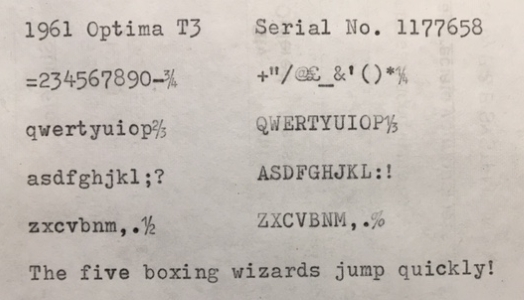 1961 Optima T3 Serial No. 1177658
=234567890-¾ +"/@£_&'()*¼
qwertyuiop⅔ QWERTYUIOP⅓
asdfghjkl;? ASDFGHJKL:!
zxcvbnm,.½ ZXCVBNM,.%
The five boxing wizards jump quickly!